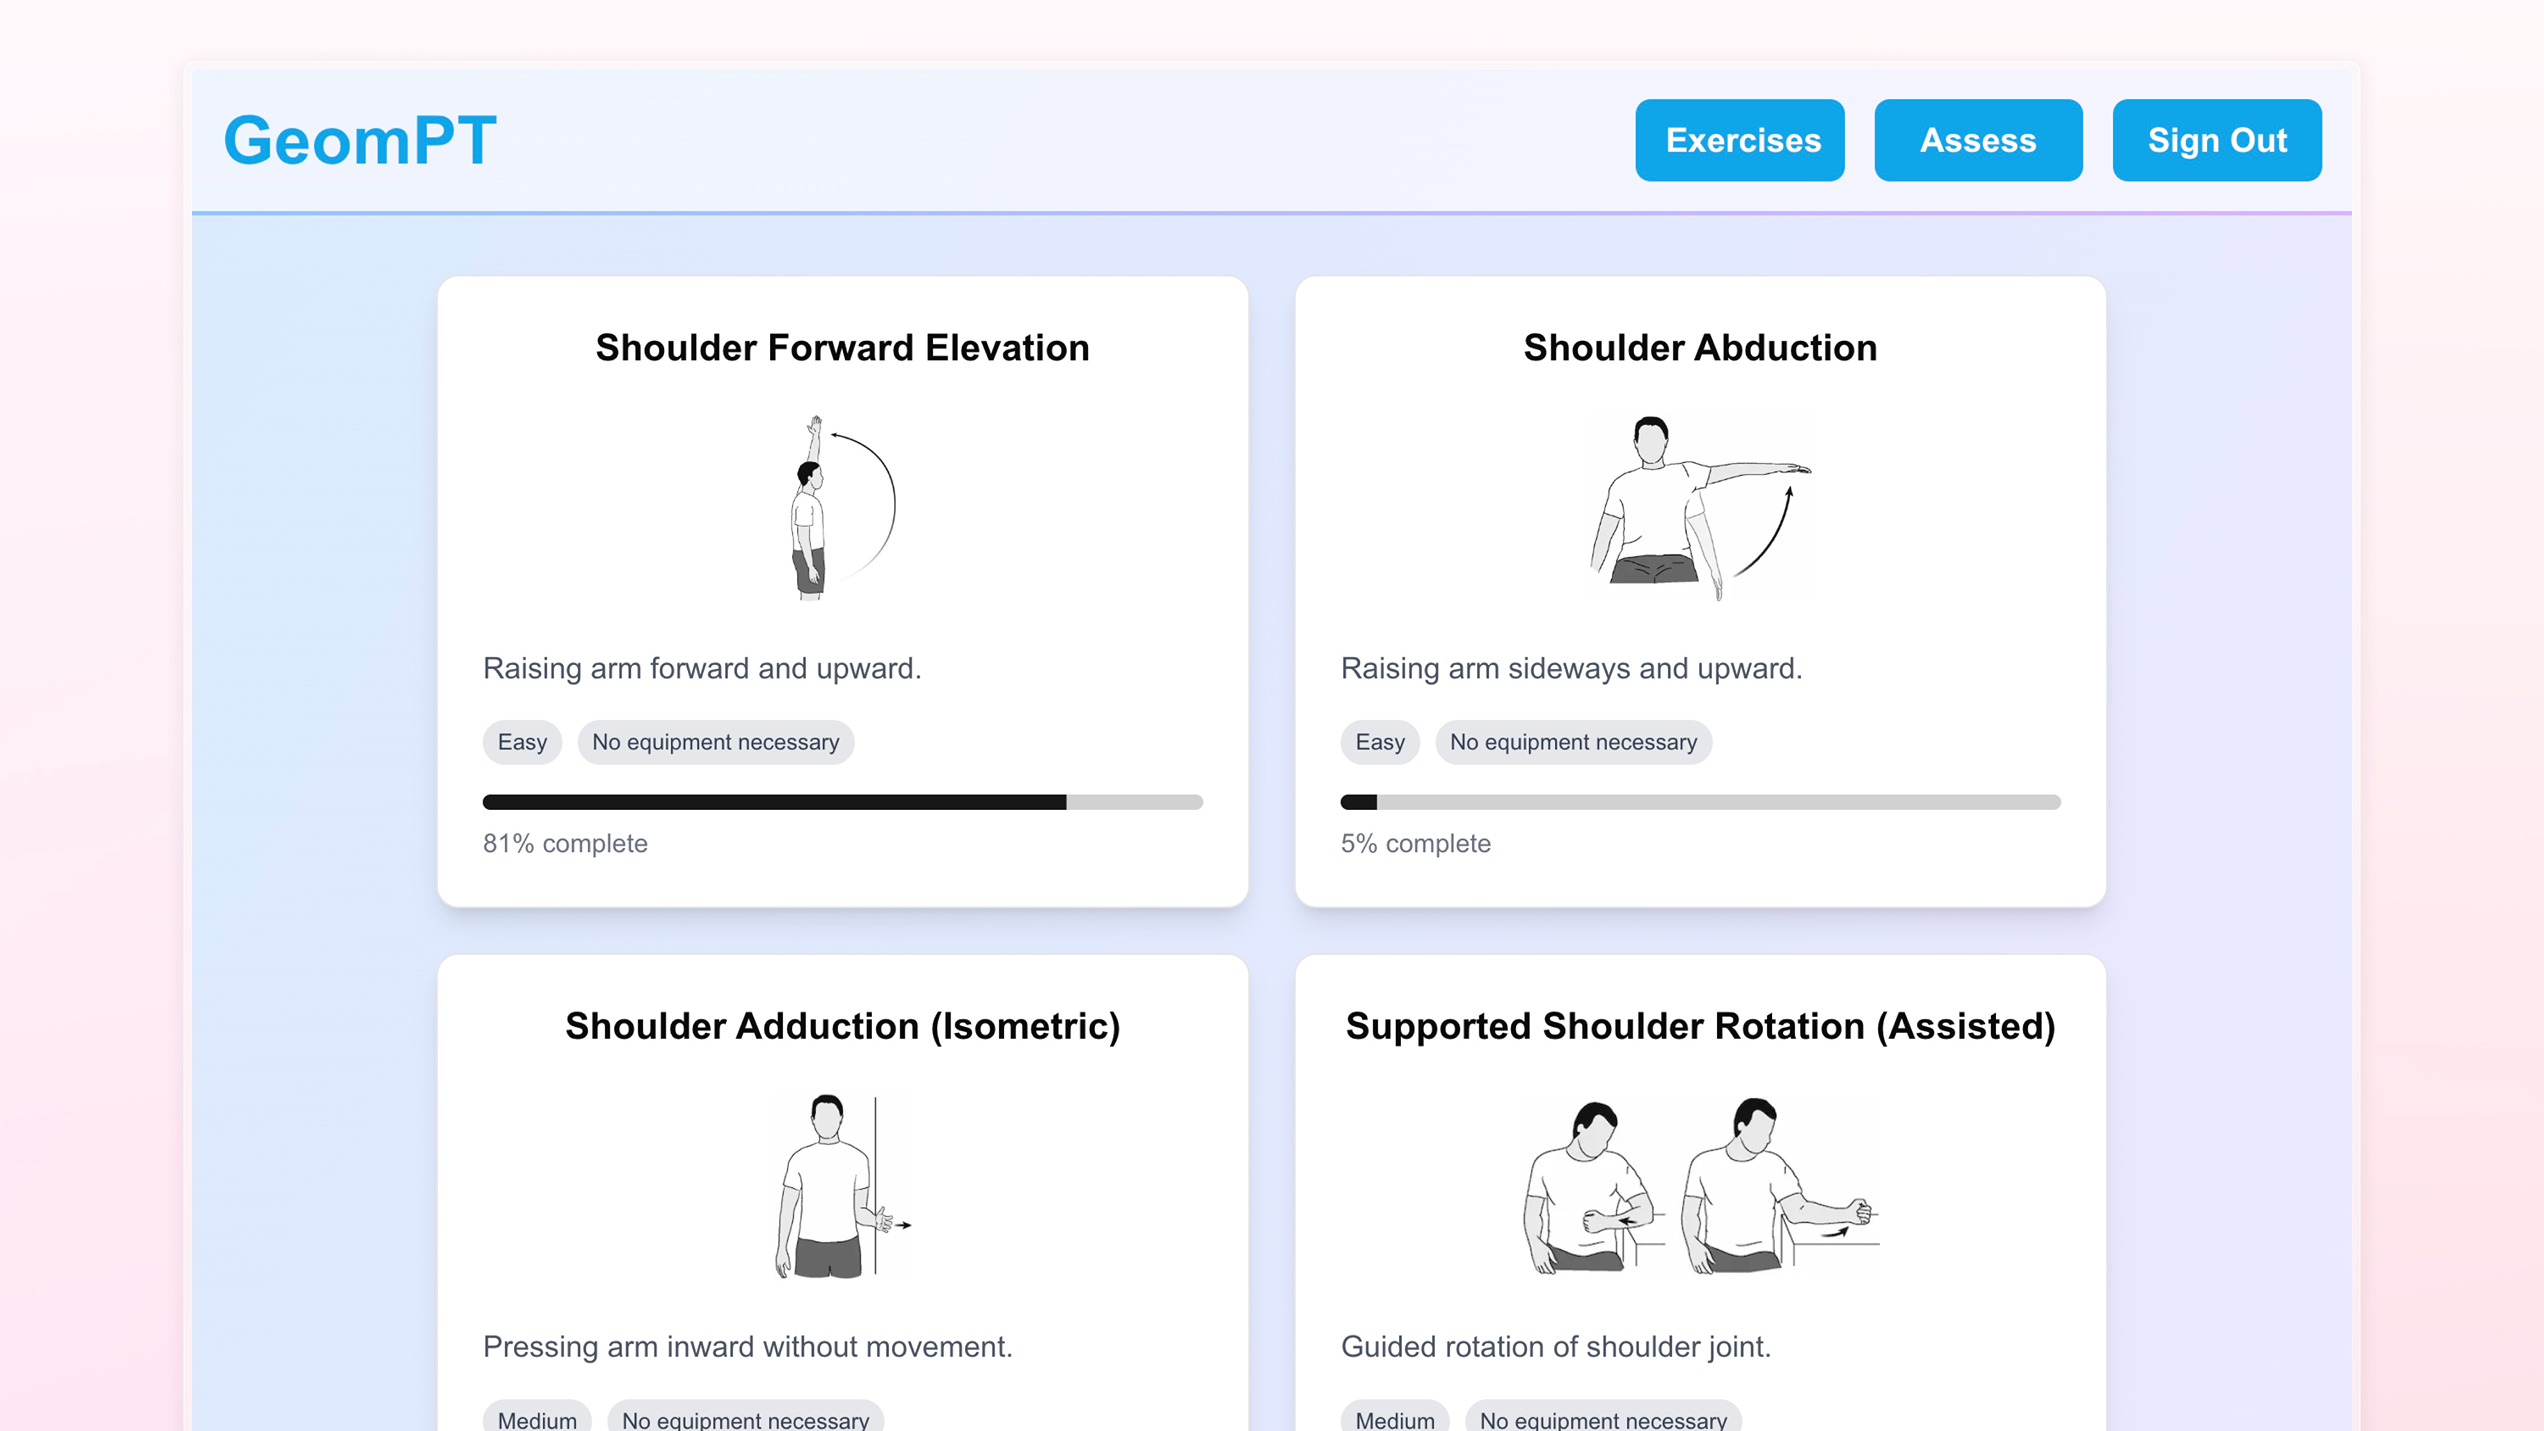 GeomPT
Exercises
Assess
Sign Out
Shoulder Forward Elevation
Raising arm forward and upward.
Easy
No equipment necessary
81% complete
Shoulder Abduction
Raising arm sideways and upward.
Easy
No equipment necessary
5% complete
Shoulder Adduction (Isometric)
Pressing arm inward without movement.
Medium
No equipment necessary
Supported Shoulder Rotation (Assisted)
Guided rotation of shoulder joint.
Medium
No equipment necessary